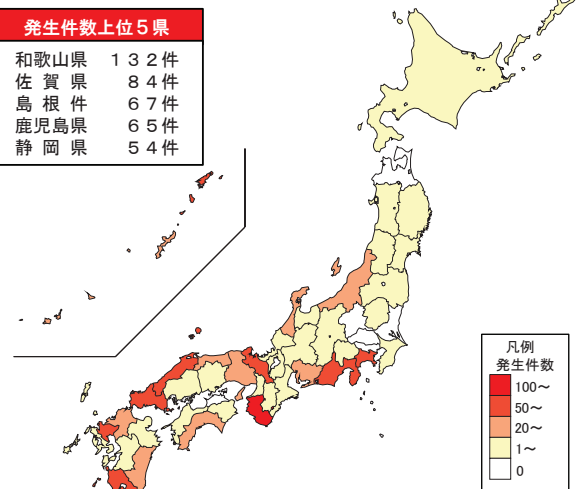 発生件数上位5県
和歌山県 132件
佐賀県 84件
島根件 67件
鹿児島県 65件
静岡県 54件
凡例
発生件数
100～
50～
20～
1～
0